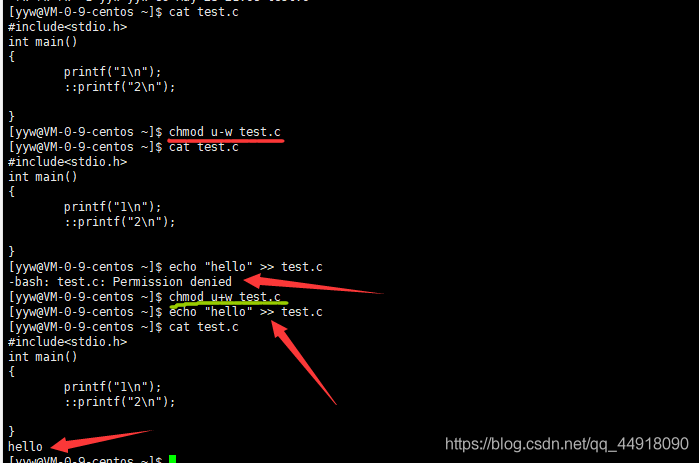 [yyw@VM-0-9-centos ~]$ cat test.c
#include<stdio.h>
int main()
{
        printf("1\n");
        ::printf("2\n");
}
[yyw@VM-0-9-centos ~]$ chmod u-w test.c
[yyw@VM-0-9-centos ~]$ cat test.c
#include<stdio.h>
int main()
{
        printf("1\n");
        ::printf("2\n");
}
[yyw@VM-0-9-centos ~]$ echo "hello" >> test.c
-bash: test.c: Permission denied
[yyw@VM-0-9-centos ~]$ chmod u+w test.c
[yyw@VM-0-9-centos ~]$ echo "hello" >> test.c
[yyw@VM-0-9-centos ~]$ cat test.c
#include<stdio.h>
int main()
{
        printf("1\n");
        ::printf("2\n");
}
hello
[yyw@VM-0-9-centos ~]$
https://blog.csdn.net/qq_44918090